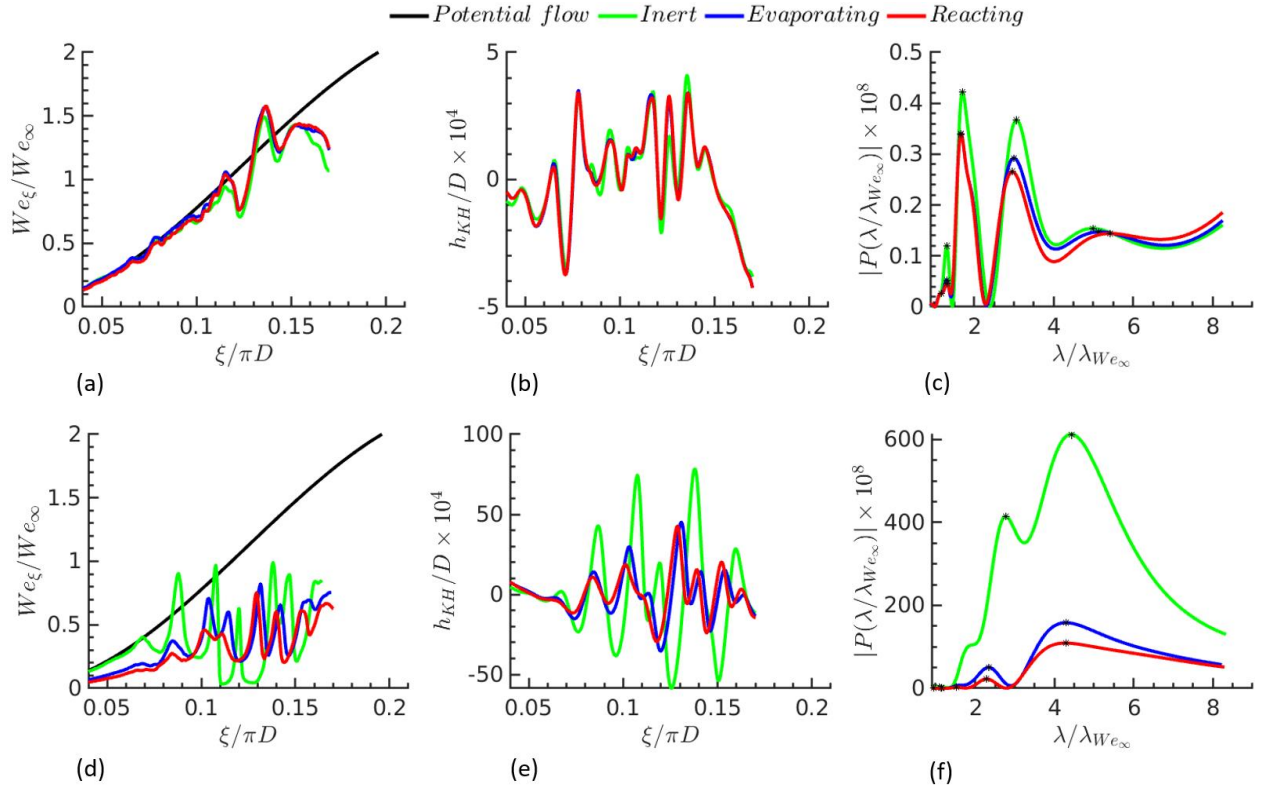 Potential flow Inert Evaporating Reacting
2 1.5 1 0.5 0
We_ξ/We_∞
0.05 0.1 0.15 0.2
ξ/πD
(a)
5 0 -5
h_KH/D × 10^4
0.05 0.1 0.15 0.2
ξ/πD
(b)
0.5 0.4 0.3 0.2 0.1 0
|P(λ/λ_We_∞)| × 10^8
2 4 6 8
λ/λ_We_∞
(c)
2 1.5 1 0.5 0
We_ξ/We_∞
0.05 0.1 0.15 0.2
ξ/πD
(d)
100 50 0 -50
h_KH/D × 10^4
0.05 0.1 0.15 0.2
ξ/πD
(e)
600 400 200 0
|P(λ/λ_We_∞)| × 10^8
2 4 6 8
λ/λ_We_∞
(f)